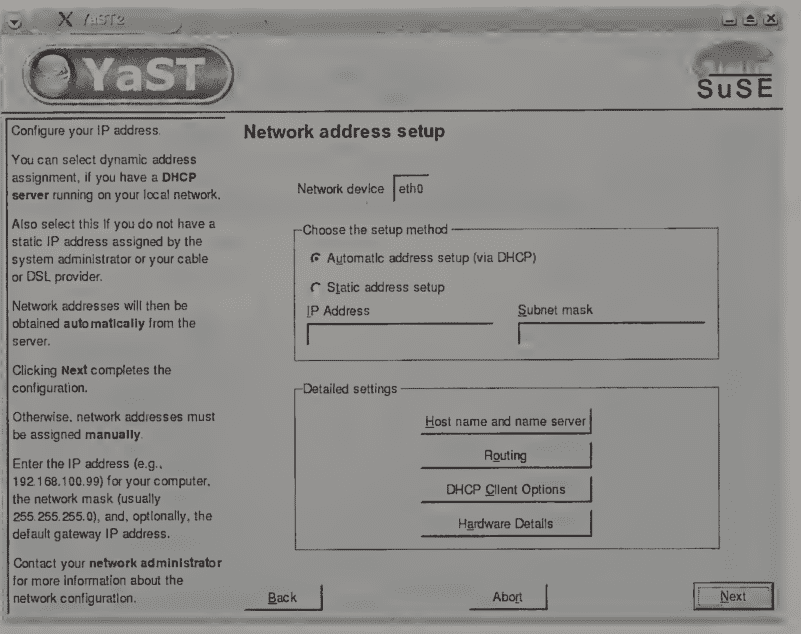 YaST2
YaST
SuSE
Configure your IP address.
You can select dynamic address
assignment, if you have a DHCP
server running on your local network.
Also select this if you do not have a
static IP address assigned by the
system administrator or your cable
or DSL provider.
Network addresses will then be
obtained automatically from the
server.
Clicking Next completes the
configuration.
Otherwise, network addresses must
be assigned manually.
Enter the IP address (e.g.,
192.168.100.99) for your computer,
the network mask (usually
255.255.255.0), and, optionally, the
default gateway IP address.
Contact your network administrator
for more information about the
network configuration.
Network address setup
Network device eth0
Choose the setup method
Automatic address setup (via DHCP)
Static address setup
IP Address Subnet mask
Detailed settings
Host name and name server
Routing
DHCP Client Options
Hardware Details
Back Abort Next